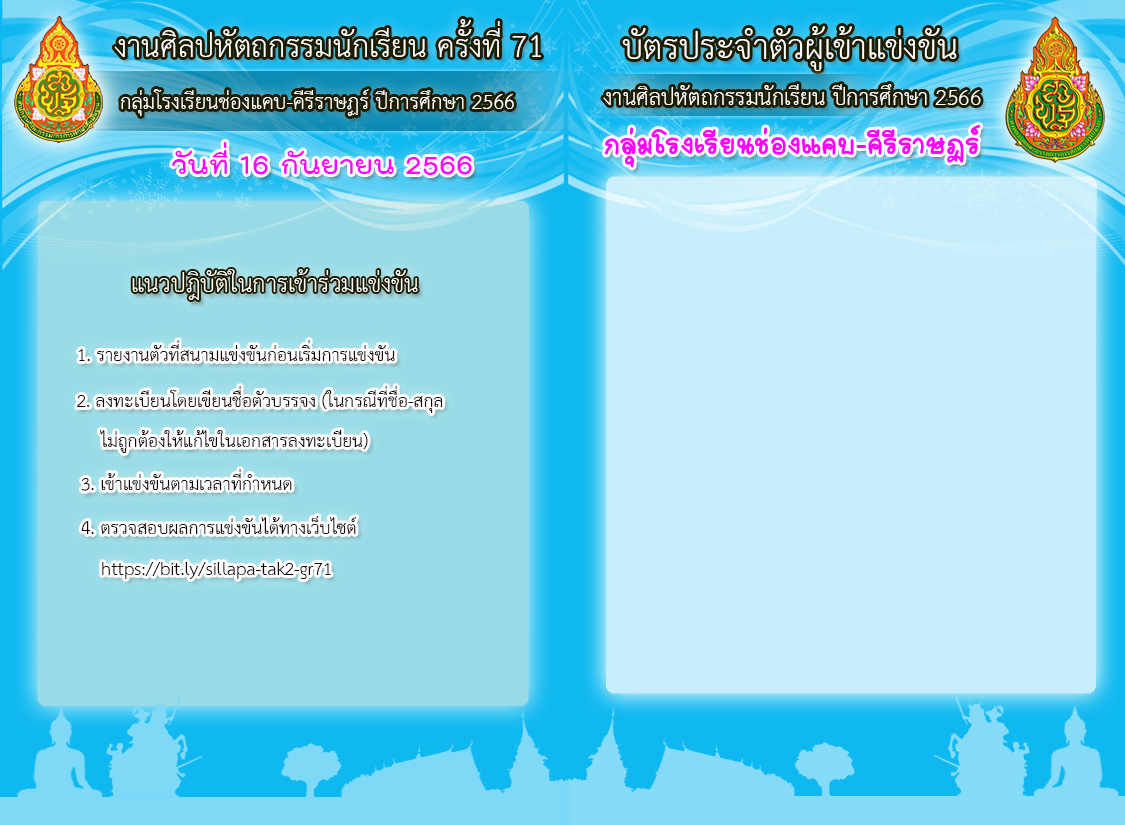 งานศิลปหัตถกรรมนักเรียน ครั้งที่ 71
กลุ่มโรงเรียนช่องแคบ-คีรีราษฎร์ ปีการศึกษา 2566
วันที่ 16 กันยายน 2566
แนวปฎิบัติในการเข้าร่วมแข่งขัน
1. รายงานตัวที่สนามแข่งขันก่อนเริ่มการแข่งขัน
2. ลงทะเบียนโดยเขียนชื่อตัวบรรจง (ในกรณีที่ชื่อ-สกุล
ไม่ถูกต้องให้แก้ไขในเอกสารลงทะเบียน)
3. เข้าแข่งขันตามเวลาที่กำหนด
4. ตรวจสอบผลการแข่งขันได้ทางเว็บไซต์
https://bit.ly/sillapa-tak2-gr71
บัตรประจำตัวผู้เข้าแข่งขัน
งานศิลปหัตถกรรมนักเรียน ปีการศึกษา 2566
กลุ่มโรงเรียนช่องแคบ-คีรีราษฎร์